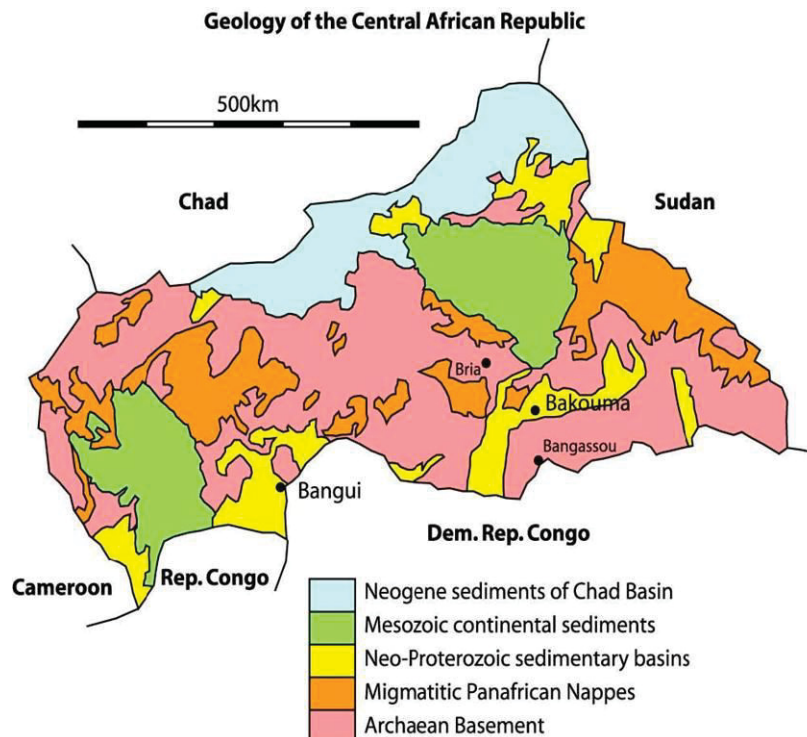 Geology of the Central African Republic
500km
Chad
Sudan
Bria
Bakouma
Bangassou
Bangui
Dem. Rep. Congo
Cameroon
Rep. Congo
Neogene sediments of Chad Basin
Mesozoic continental sediments
Neo-Proterozoic sedimentary basins
Migmatitic Panafrican Nappes
Archaean Basement